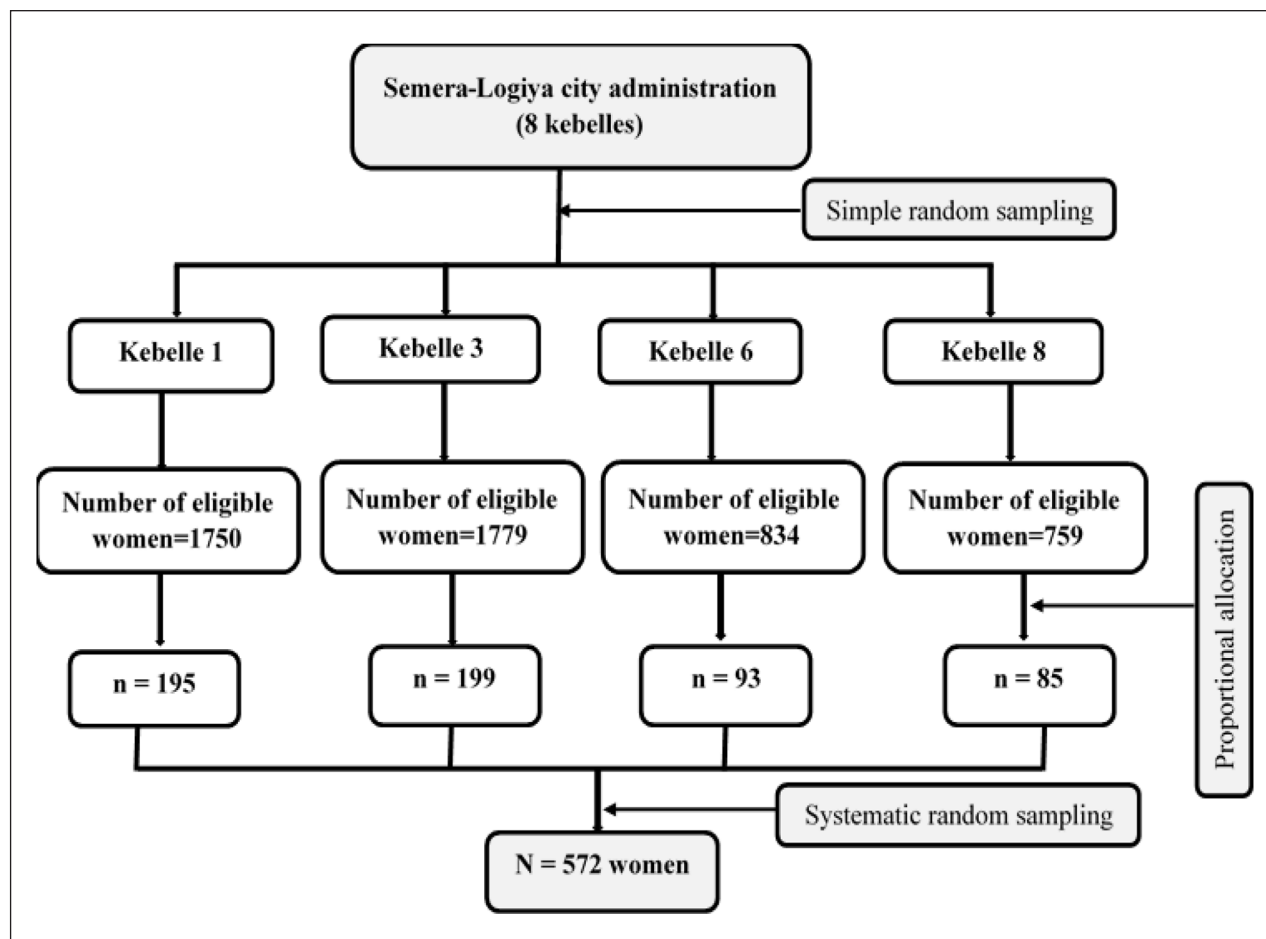 Semera-Logiya city administration
(8 kebelles)
Simple random sampling
Kebelle 1
Kebelle 3
Kebelle 6
Kebelle 8
Number of eligible
women=1750
Number of eligible
women=1779
Number of eligible
women=834
Number of eligible
women=759
Proportional allocation
n = 195
n = 199
n = 93
n = 85
Systematic random sampling
N = 572 women